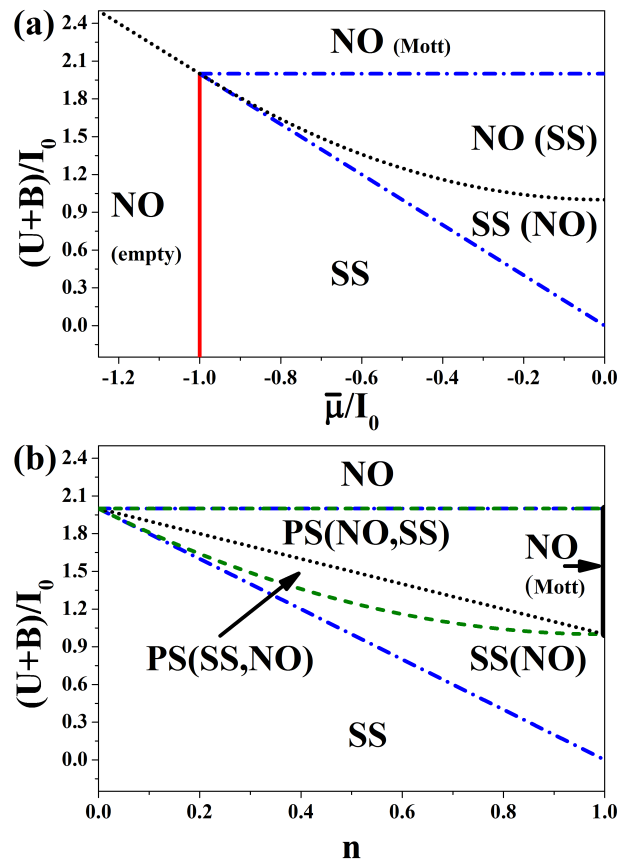 (a)
2.4
2.1
1.8
1.5
1.2
0.9
0.6
0.3
0.0
(U+B)/I₀
NO (Mott)
NO (SS)
SS (NO)
NO
(empty)
SS
-1.2 -1.0 -0.8 -0.6 -0.4 -0.2 0.0
μ̄/I₀
(b)
2.4
2.1
1.8
1.5
1.2
0.9
0.6
0.3
0.0
(U+B)/I₀
NO
PS(NO,SS)
NO
(Mott)
PS(SS,NO)
SS(NO)
SS
0.0 0.2 0.4 0.6 0.8 1.0
n